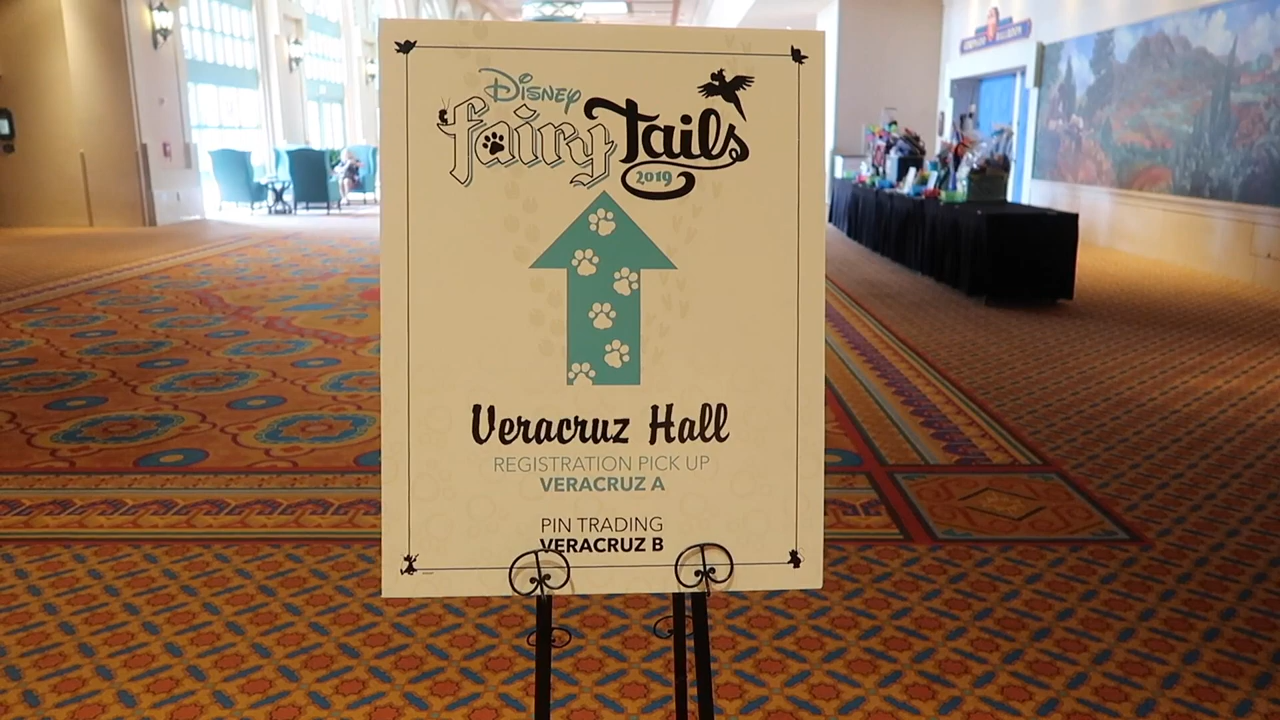 Disney
fairy Tails
2019
Veracruz Hall
REGISTRATION PICK UP
VERACRUZ A
PIN TRADING
VERACRUZ B